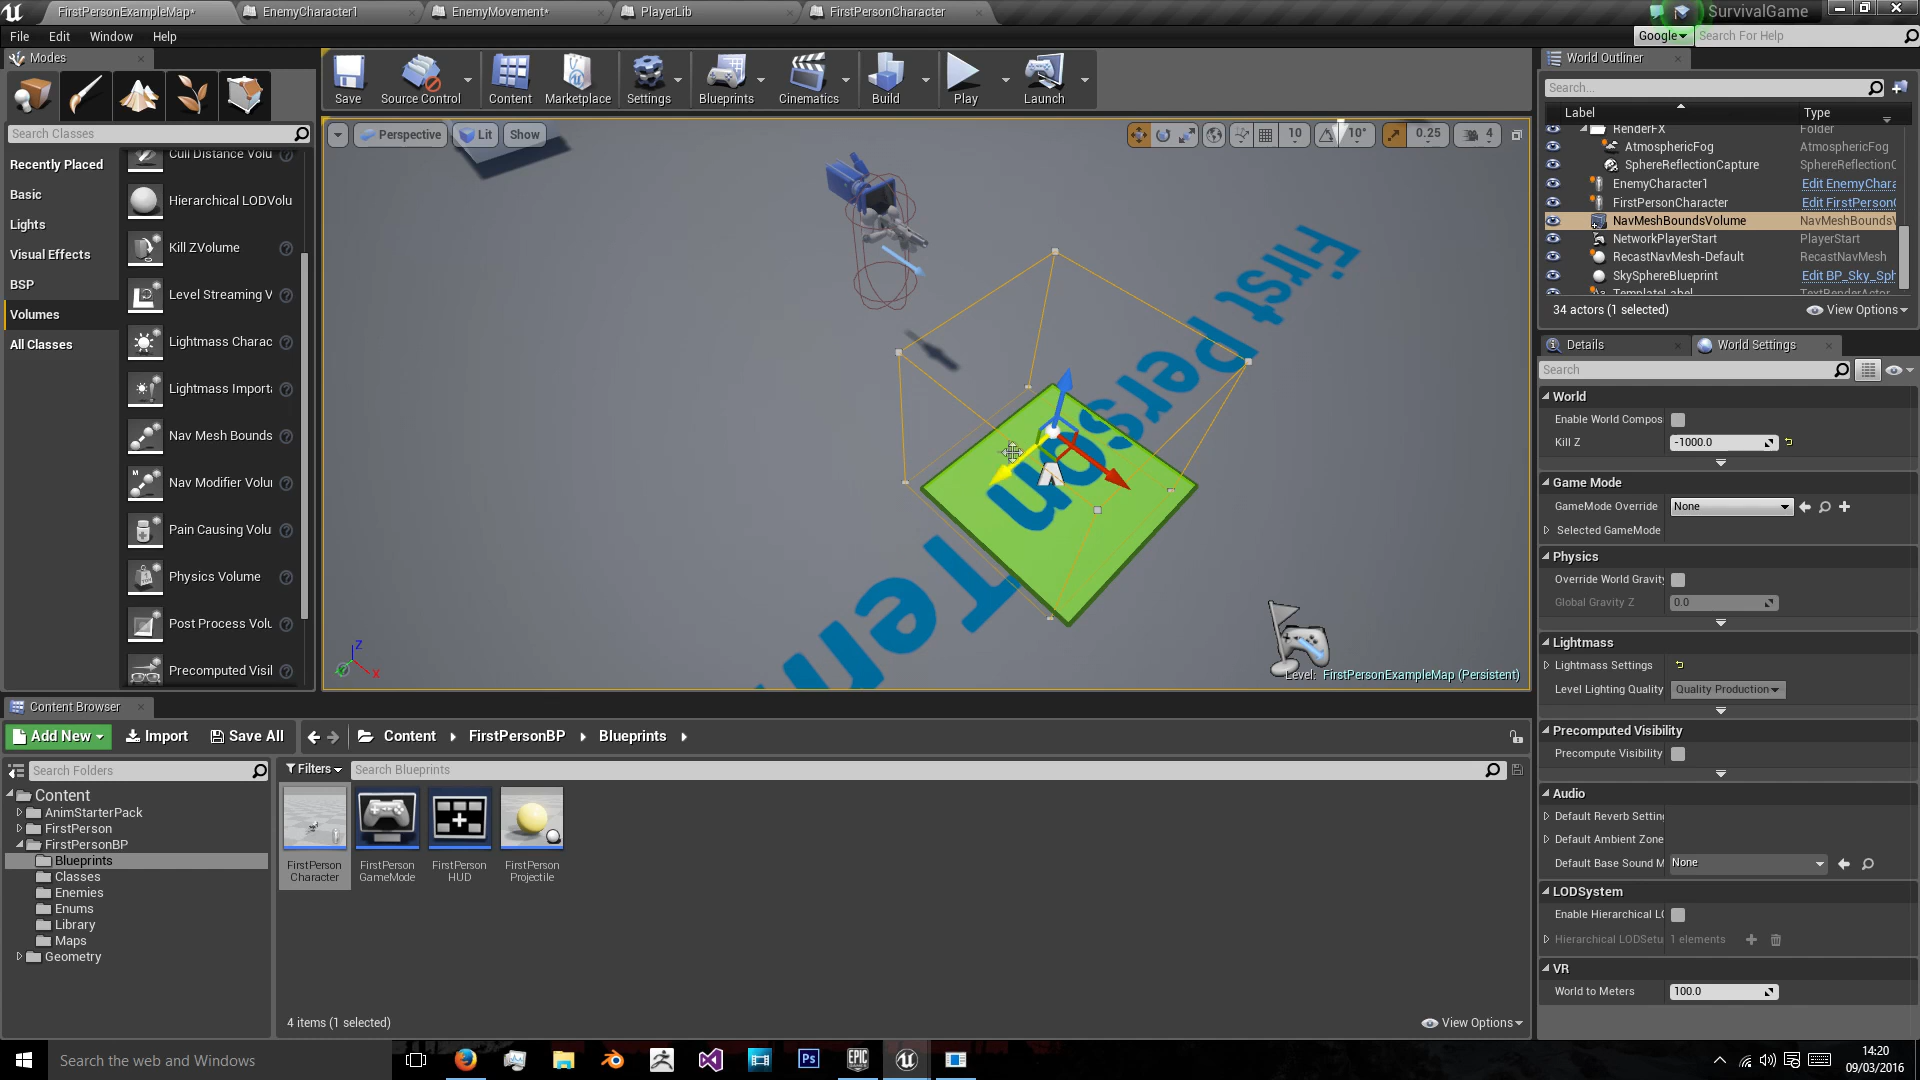 FirstPersonExampleMap*
EnemyCharacter1
EnemyMovement*
PlayerLib
FirstPersonCharacter
SurvivalGame
File Edit Window Help
Google
Search For Help
Modes
Search Classes
Recently Placed
Basic
Lights
Visual Effects
BSP
Volumes
All Classes
Cull Distance Volu
Hierarchical LODVolu
Kill ZVolume
Level Streaming V
Lightmass Charac
Lightmass Importa
Nav Mesh Bounds
Nav Modifier Volur
Pain Causing Volu
Physics Volume
Post Process Volu
Precomputed Visil
Save
Source Control
Content
Marketplace
Settings
Blueprints
Cinematics
Build
Play
Launch
Perspective
Lit
Show
10
10°
0.25
4
First Person
Tem
Z
X
Level: FirstPersonExampleMap (Persistent)
World Outliner
Search...
Label Type
RenderFX Folder
AtmosphericFog AtmosphericFog
SphereReflectionCapture SphereReflectionC
EnemyCharacter1 Edit EnemyChara
FirstPersonCharacter Edit FirstPersonC
NavMeshBoundsVolume NavMeshBoundsV
NetworkPlayerStart PlayerStart
RecastNavMesh-Default RecastNavMesh
SkySphereBlueprint Edit BP_Sky_Sph
TemplateLabel TextRenderActor
34 actors (1 selected)
View Options
Details
World Settings
Search
World
Enable World Compos
Kill Z -1000.0
Game Mode
GameMode Override None
Selected GameMode
Physics
Override World Gravity
Global Gravity Z 0.0
Lightmass
Lightmass Settings
Level Lighting Quality Quality Production
Precomputed Visibility
Precompute Visibility
Audio
Default Reverb Setting
Default Ambient Zone
Default Base Sound M None
LODSystem
Enable Hierarchical LO
Hierarchical LODSetu 1 elements
VR
World to Meters 100.0
Content Browser
Add New
Import
Save All
Content
FirstPersonBP
Blueprints
Search Folders
Filters
Search Blueprints
Content
AnimStarterPack
FirstPerson
FirstPersonBP
Blueprints
Classes
Enemies
Enums
Library
Maps
Geometry
FirstPerson
Character
FirstPerson
GameMode
FirstPerson
HUD
FirstPerson
Projectile
4 items (1 selected)
View Options
Search the web and Windows
Ps
EPIC
GAMES
14:20
09/03/2016